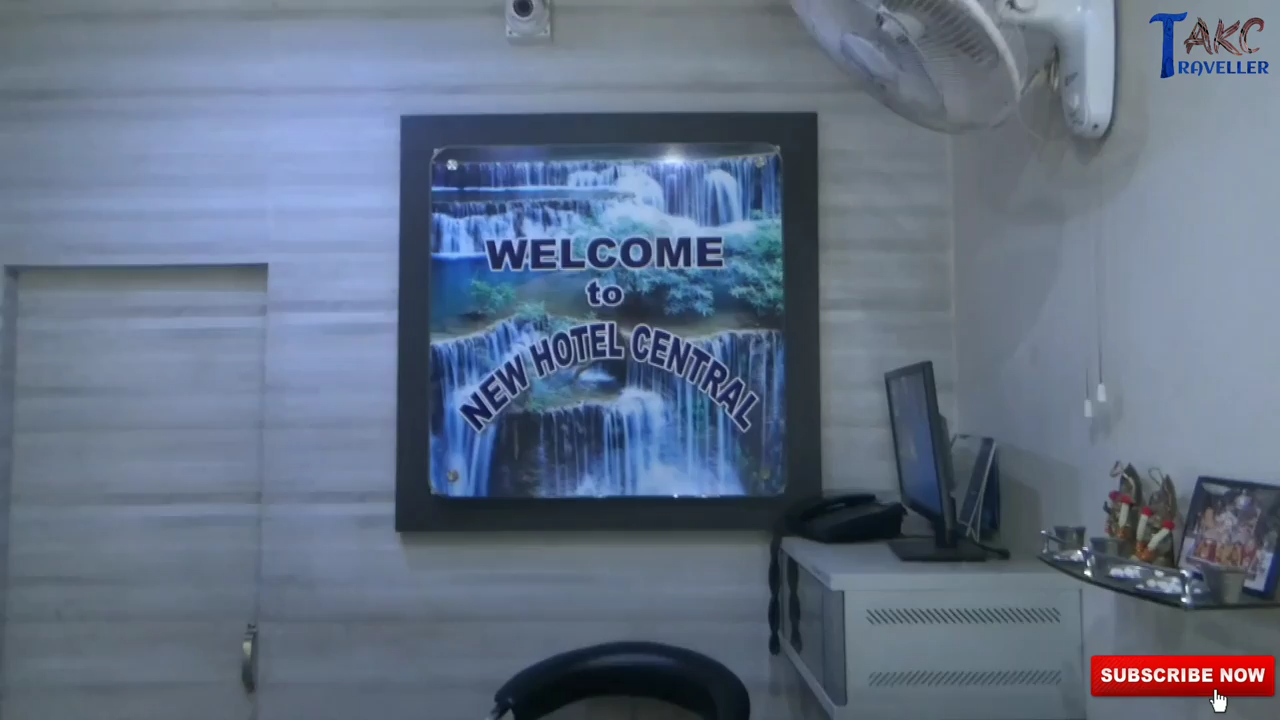 TAKC
TRAVELLER
WELCOME
to
NEW HOTEL CENTRAL
SUBSCRIBE NOW